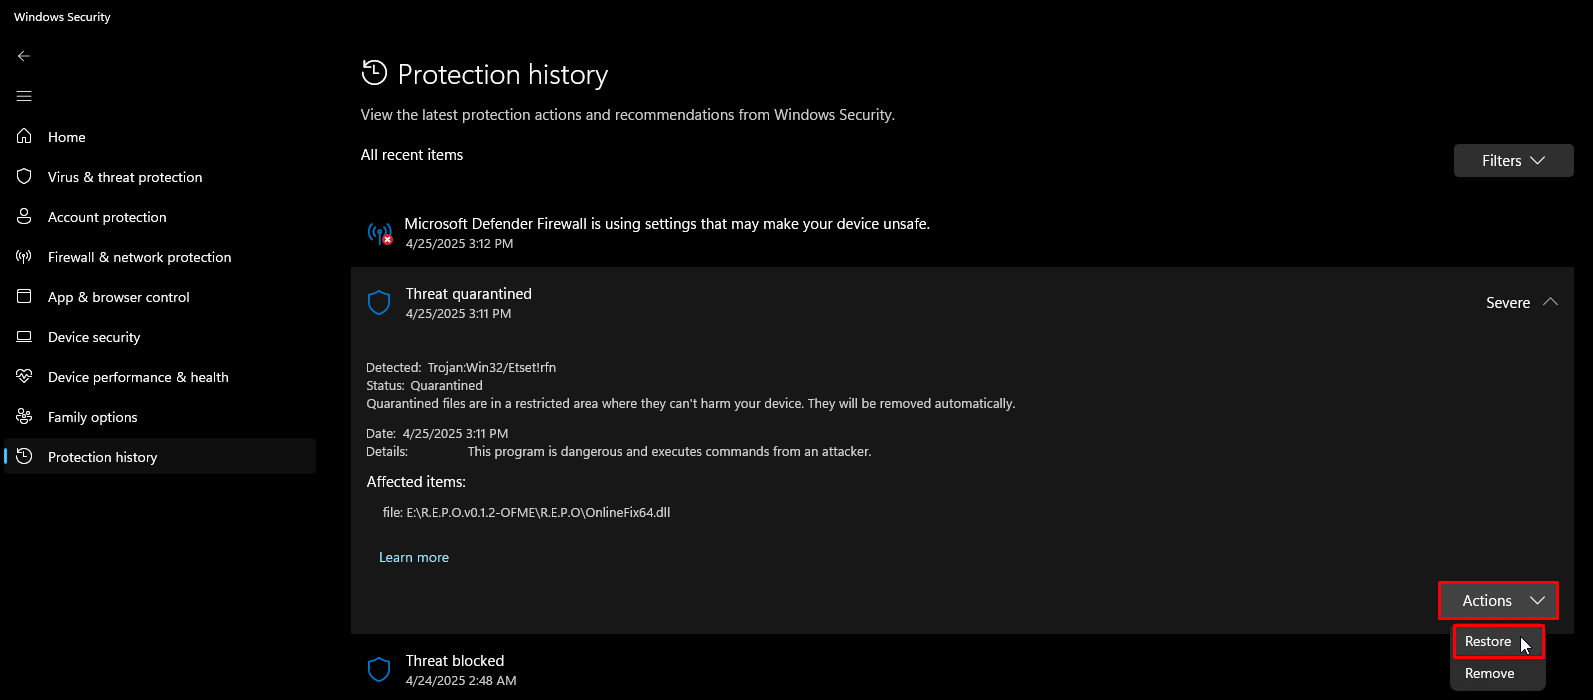 Windows Security
Home
Virus & threat protection
Account protection
Firewall & network protection
App & browser control
Device security
Device performance & health
Family options
Protection history
Protection history
View the latest protection actions and recommendations from Windows Security.
All recent items
Filters
Microsoft Defender Firewall is using settings that may make your device unsafe.
4/25/2025 3:12 PM
Threat quarantined
4/25/2025 3:11 PM
Severe
Detected: Trojan:Win32/Etset!rfn
Status: Quarantined
Quarantined files are in a restricted area where they can't harm your device. They will be removed automatically.
Date: 4/25/2025 3:11 PM
Details: This program is dangerous and executes commands from an attacker.
Affected items:
file: E:\R.E.P.O.v0.1.2-OFME\R.E.P.O\OnlineFix64.dll
Learn more
Actions
Restore
Remove
Threat blocked
4/24/2025 2:48 AM